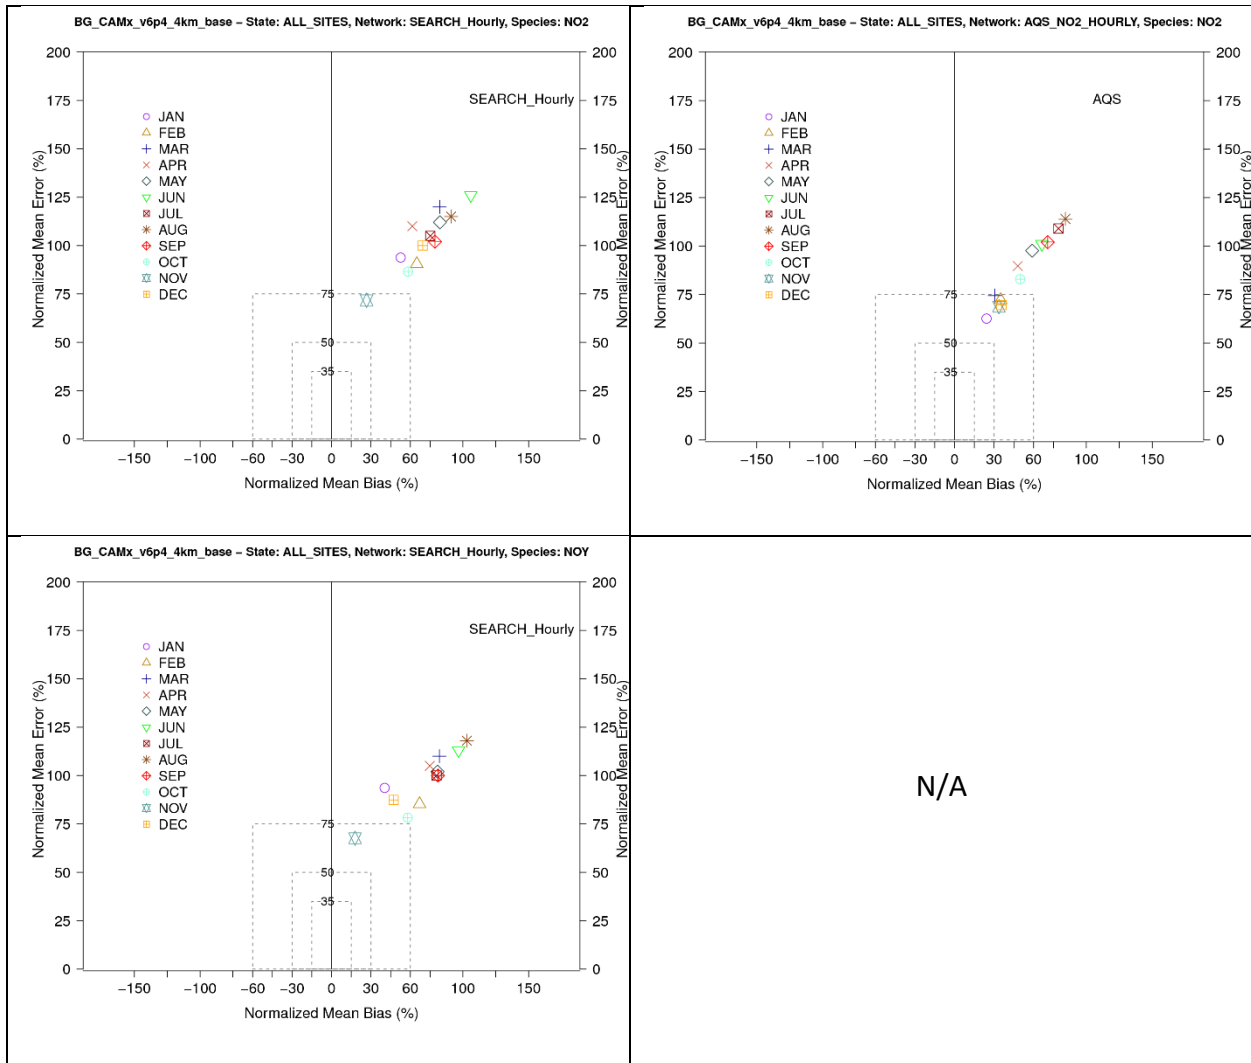 BG_CAMx_v6p4_4km_base – State: ALL_SITES, Network: SEARCH_Hourly, Species: NO2
200
175
150
125
100
75
50
25
0
200
175
150
125
100
75
50
25
0
Normalized Mean Error (%)
Normalized Mean Error (%)
SEARCH_Hourly
JAN
FEB
MAR
APR
MAY
JUN
JUL
AUG
SEP
OCT
NOV
DEC
75
50
35
−150 −100 −60 −30 0 30 60 100 150
Normalized Mean Bias (%)
BG_CAMx_v6p4_4km_base – State: ALL_SITES, Network: AQS_NO2_HOURLY, Species: NO2
200
175
150
125
100
75
50
25
0
200
175
150
125
100
75
50
25
0
Normalized Mean Error (%)
Normalized Mean Error (%)
AQS
JAN
FEB
MAR
APR
MAY
JUN
JUL
AUG
SEP
OCT
NOV
DEC
75
50
35
−150 −100 −60 −30 0 30 60 100 150
Normalized Mean Bias (%)
BG_CAMx_v6p4_4km_base – State: ALL_SITES, Network: SEARCH_Hourly, Species: NOY
200
175
150
125
100
75
50
25
0
200
175
150
125
100
75
50
25
0
Normalized Mean Error (%)
Normalized Mean Error (%)
SEARCH_Hourly
JAN
FEB
MAR
APR
MAY
JUN
JUL
AUG
SEP
OCT
NOV
DEC
75
50
35
−150 −100 −60 −30 0 30 60 100 150
Normalized Mean Bias (%)
N/A